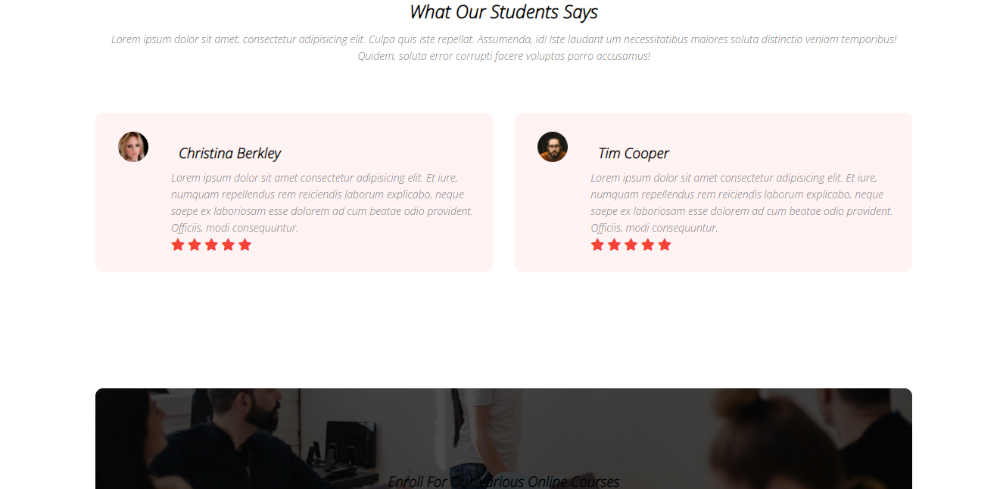 What Our Students Says
Lorem ipsum dolor sit amet, consectetur adipisicing elit. Culpa quis iste repellat. Assumenda, id! Iste laudant um necessitatibus maiores soluta distinctio veniam temporibus!
Quidem, soluta error corrupti facere voluptas porro accusamus!
Christina Berkley
Lorem ipsum dolor sit amet consectetur adipisicing elit. Et iure,
numquam repellendus rem reiciendis laborum explicabo, neque
saepe ex laboriosam esse dolorem ad cum beatae odio provident.
Officiis, modi consequuntur.
Tim Cooper
Lorem ipsum dolor sit amet consectetur adipisicing elit. Et iure,
numquam repellendus rem reiciendis laborum explicabo, neque
saepe ex laboriosam esse dolorem ad cum beatae odio provident.
Officiis, modi consequuntur.
Enroll For Our Various Online Courses